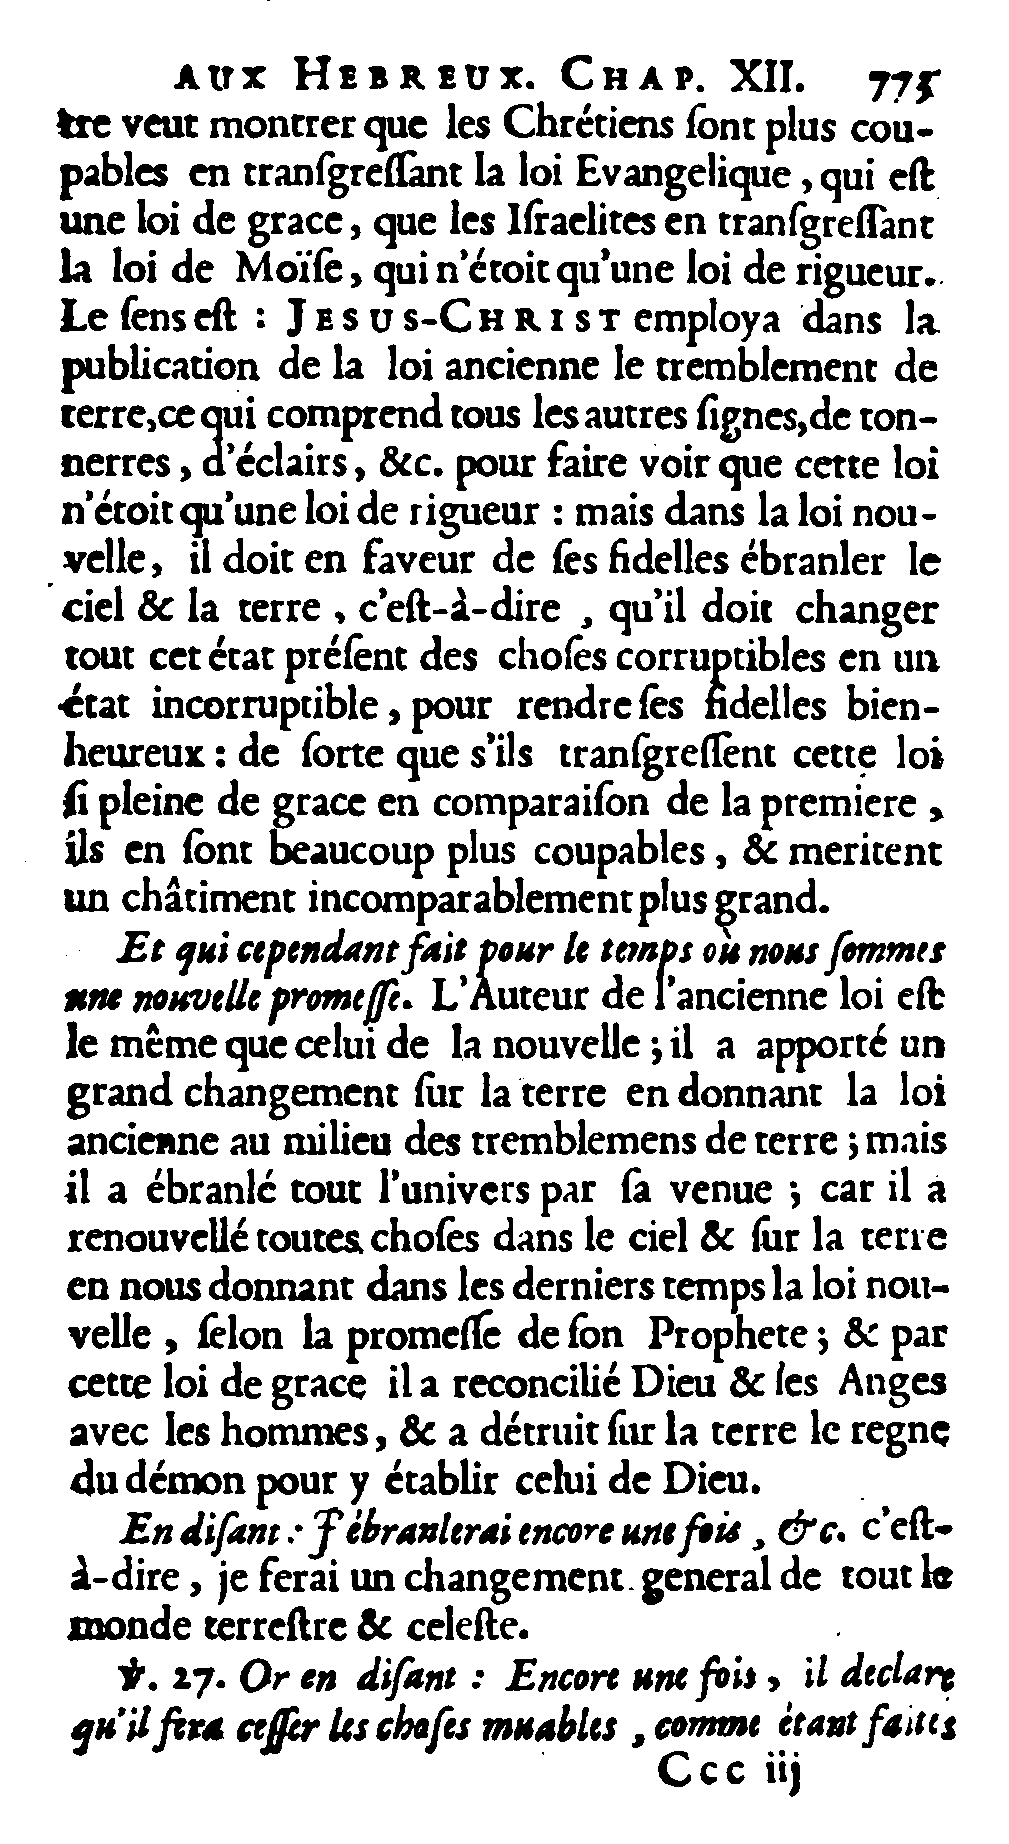 AUX HEBREUX. CHAP. XII. 775
tre veut montrer que les Chrétiens ſont plus cou-
pables en tranſgreſſant la loi Evangelique, qui eſt
une loi de grace, que les Iſraelites en tranſgreſſant
la loi de Moïſe, qui n'étoit qu'une loi de rigueur.
Le ſens eſt : JESUS-CHRIST employa dans la
publication de la loi ancienne le tremblement de
terre, ce qui comprend tous les autres ſignes, de ton-
nerres, d'éclairs, &c. pour faire voir que cette loi
n'étoit qu'une loi de rigueur : mais dans la loi nou-
velle, il doit en faveur de ſes fidelles ébranler le
ciel & la terre, c'eſt-à-dire, qu'il doit changer
tout cet état préſent des choſes corruptibles en un
état incorruptible, pour rendre ſes fidelles bien-
heureux : de ſorte que s'ils tranſgreſſent cette loi
ſi pleine de grace en comparaiſon de la premiere,
ils en ſont beaucoup plus coupables, & meritent
un châtiment incomparablement plus grand.
Et qui cependant fait pour le temps où nous ſommes
une nouvelle promeſſe. L'Auteur de l'ancienne loi eſt
le même que celui de la nouvelle ; il a apporté un
grand changement ſur la terre en donnant la loi
ancienne au milieu des tremblemens de terre ; mais
il a ébranlé tout l'univers par ſa venue ; car il a
renouvellé toutes choſes dans le ciel & ſur la terre
en nous donnant dans les derniers temps la loi nou-
velle, ſelon la promeſſe de ſon Prophete ; & par
cette loi de grace il a reconcilié Dieu & les Anges
avec les hommes, & a détruit ſur la terre le regne
du démon pour y établir celui de Dieu.
En diſant : J'ébranlerai encore une fois, &c. c'eſt-
à-dire, je ferai un changement general de tout le
monde terreſtre & celeſte.
℣. 27. Or en diſant : Encore une fois, il declare
qu'il fera ceſſer les choſes muables, comme étant faites
Ccc iij